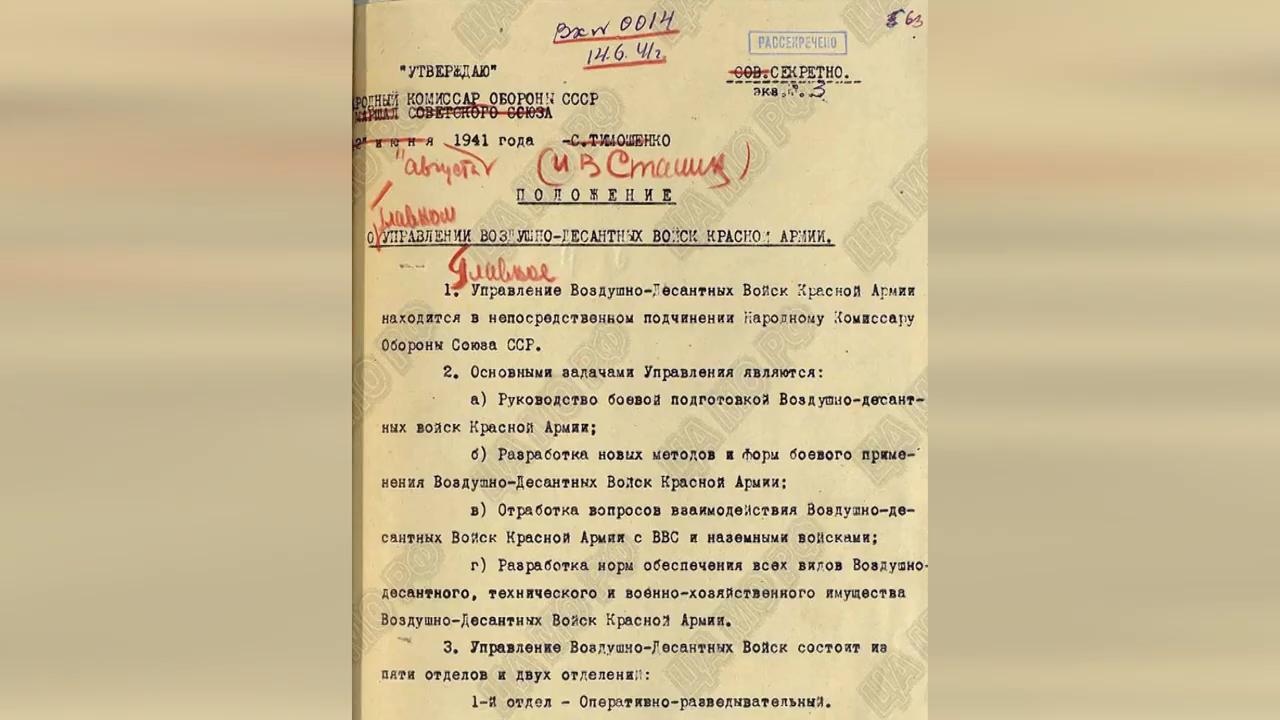 Вх№ 0014
14.6.41г.
63
РАССЕКРЕЧЕНО
"УТВЕРЖДАЮ"
СОВ.СЕКРЕТНО.
экз.№ 3
АРОДНЫЙ КОМИССАР ОБОРОНЫ СССР
МАРШАЛ СОВЕТСКОГО СОЮЗА
июня 1941 года -С.ТИМОШЕНКО
"августа (И В Сталин)
ПОЛОЖЕНИЕ
Главном
О УПРАВЛЕНИИ ВОЗДУШНО-ДЕСАНТНЫХ ВОЙСК КРАСНОЙ АРМИИ.
Главное
1. Управление Воздушно-Десантных Войск Красной Армии
находится в непосредственном подчинении Народному Комиссару
Обороны Союза ССР.
2. Основными задачами Управления являются:
а) Руководство боевой подготовкой Воздушно-десант-
ных войск Красной Армии;
б) Разработка новых методов и форм боевого приме-
нения Воздушно-Десантных Войск Красной Армии;
в) Отработка вопросов взаимодействия Воздушно-де-
сантных Войск Красной Армии с ВВС и наземными войсками;
г) Разработка норм обеспечения всех видов Воздушно-
десантного, технического и военно-хозяйственного имущества
Воздушно-Десантных Войск Красной Армии.
3. Управление Воздушно-Десантных Войск состоит из
пяти отделов и двух отделений:
1-й отдел - Оперативно-разведывательный.
ЦА МО РФ